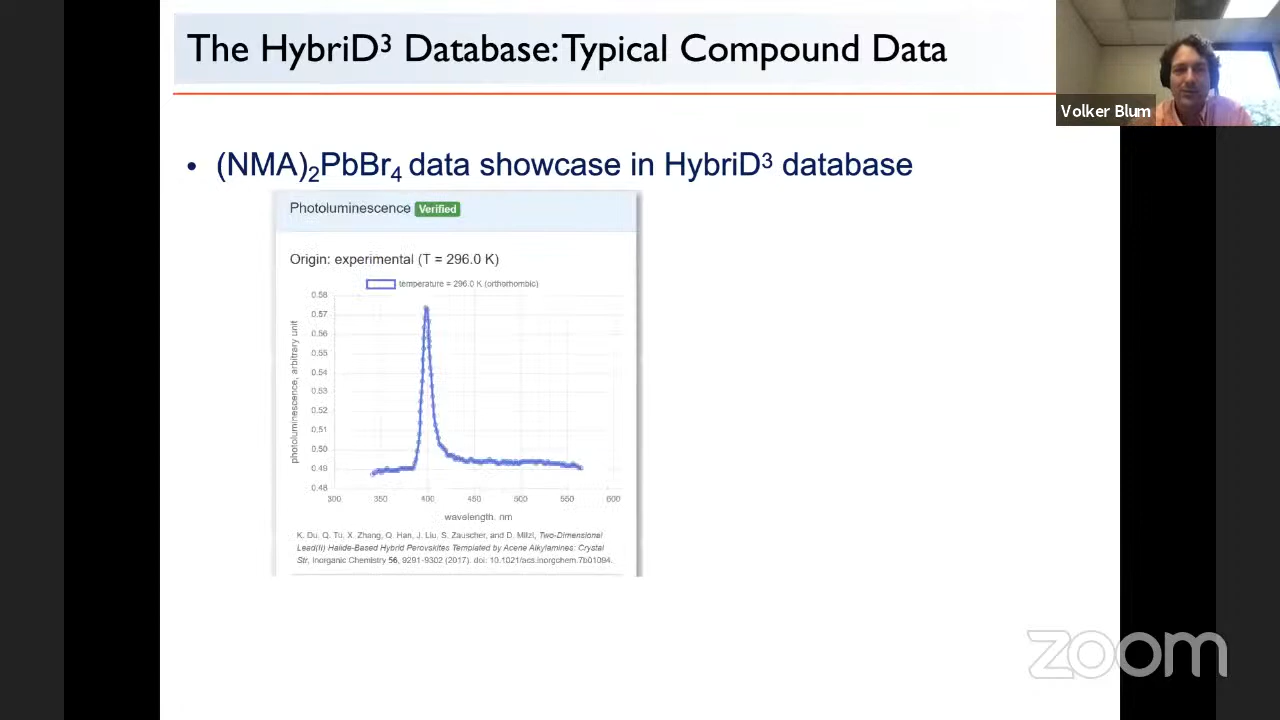 The HybriD³ Database: Typical Compound Data
Volker Blum
• (NMA)₂PbBr₄ data showcase in HybriD³ database
Photoluminescence Verified
Origin: experimental (T = 296.0 K)
temperature = 296.0 K (orthorhombic)
photoluminescence, arbitrary unit
0.58
0.57
0.56
0.55
0.54
0.53
0.52
0.51
0.50
0.49
0.48
300 350 400 450 500 550 600
wavelength, nm
K. Du, Q. Tu, X. Zhang, Q. Han, J. Liu, S. Zauscher, and D. Mitzi, Two-Dimensional
Lead(II) Halide-Based Hybrid Perovskites Templated by Acene Alkylamines: Crystal
Str, Inorganic Chemistry 56, 9291-9302 (2017). doi: 10.1021/acs.inorgchem.7b01094.
zoom